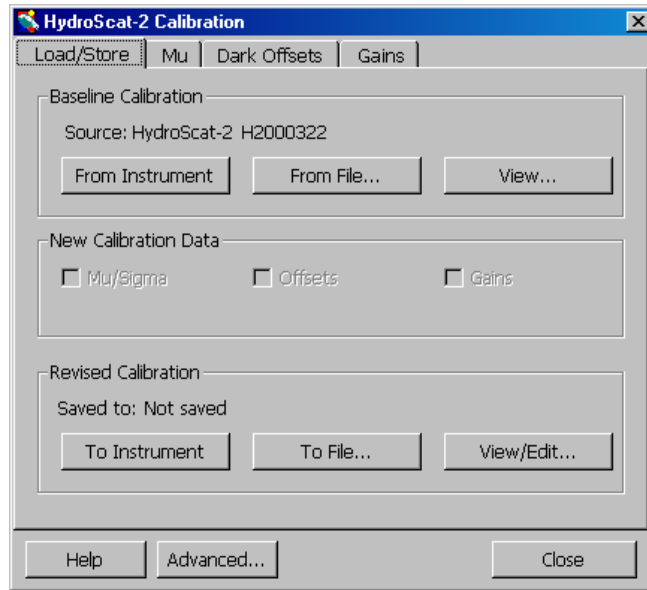 HydroScat-2 Calibration
Load/Store Mu Dark Offsets Gains
Baseline Calibration
Source: HydroScat-2 H2000322
From Instrument From File... View...
New Calibration Data
Mu/Sigma Offsets Gains
Revised Calibration
Saved to: Not saved
To Instrument To File... View/Edit...
Help Advanced... Close